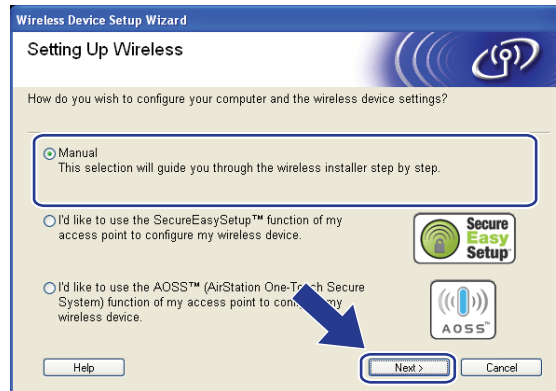 Wireless Device Setup Wizard
Setting Up Wireless
How do you wish to configure your computer and the wireless device settings?
Manual
This selection will guide you through the wireless installer step by step.
I'd like to use the SecureEasySetup™ function of my
access point to configure my wireless device.
Secure
Easy
Setup
I'd like to use the AOSS™ (AirStation One-Touch Secure
System) function of my access point to my
wireless device.
AOSS™
Help
Next >
Cancel